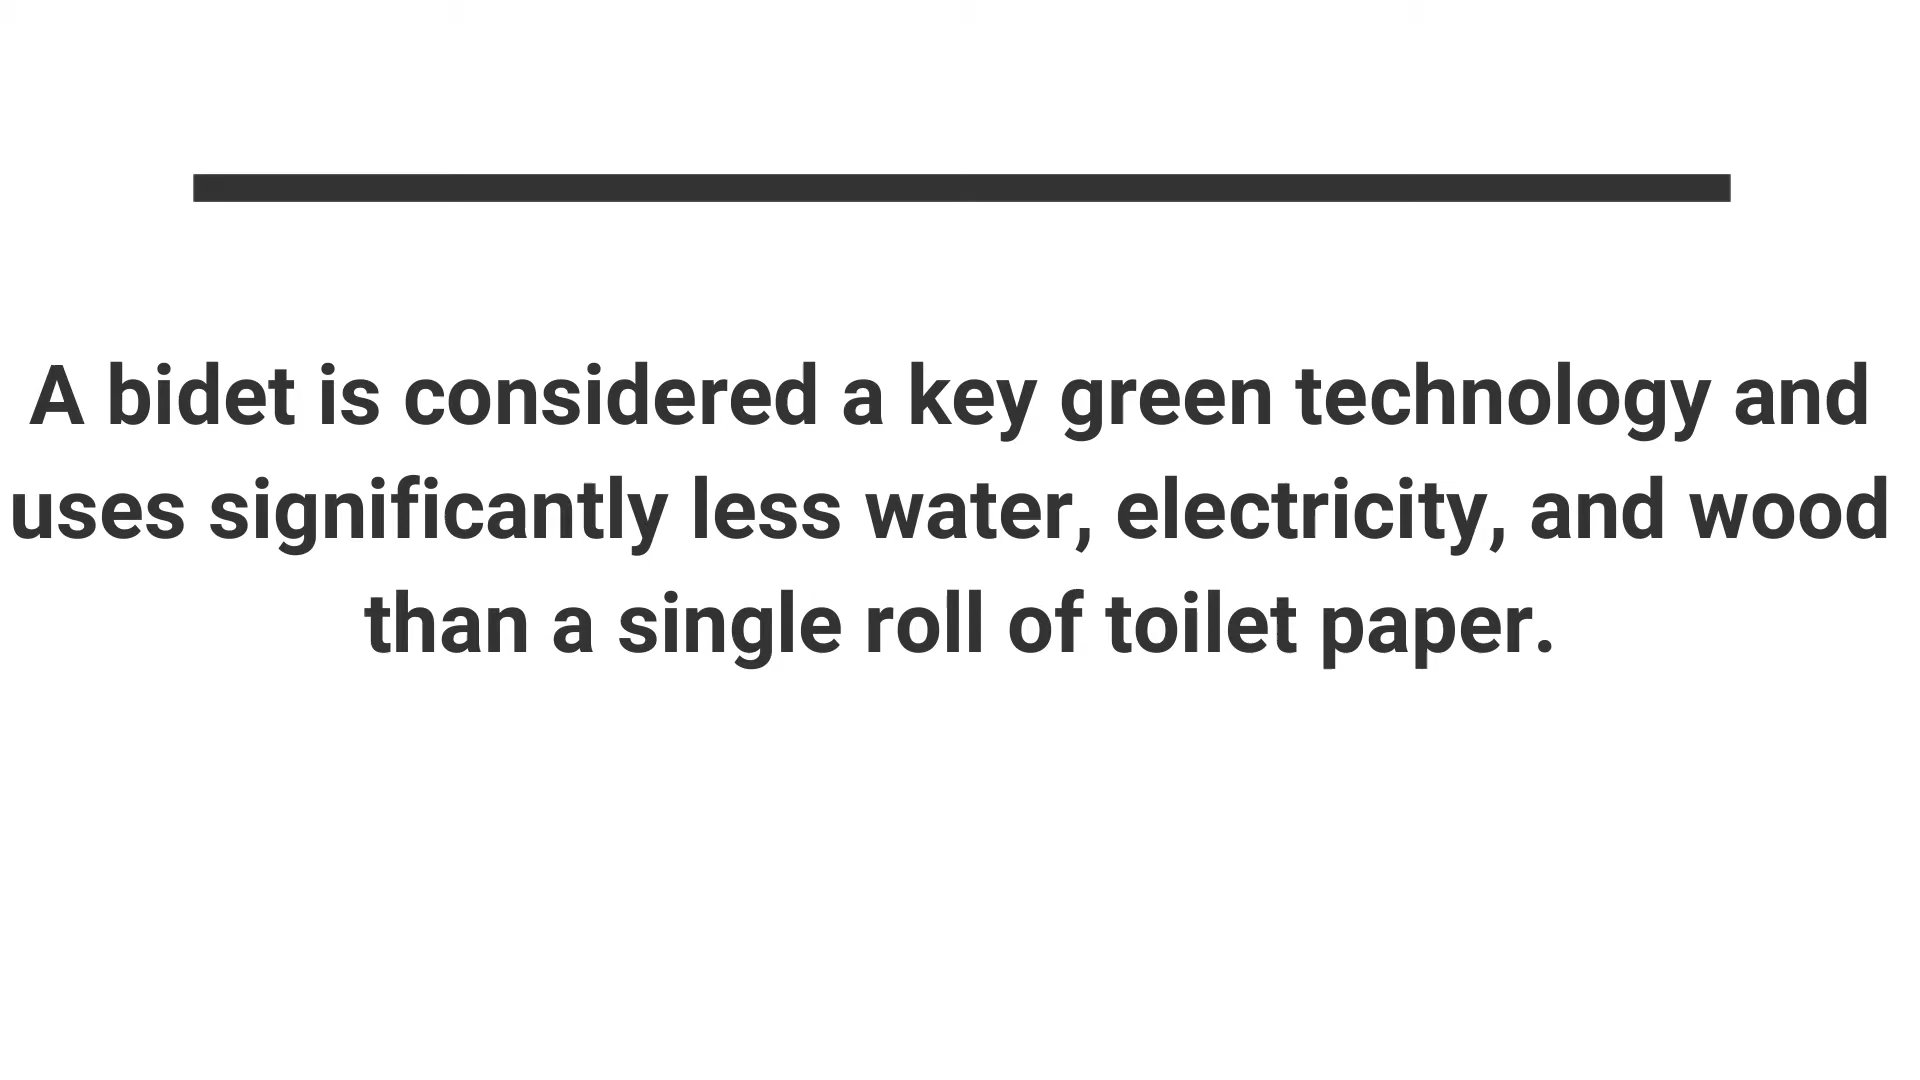 A bidet is considered a key green technology and
uses significantly less water, electricity, and wood
than a single roll of toilet paper.